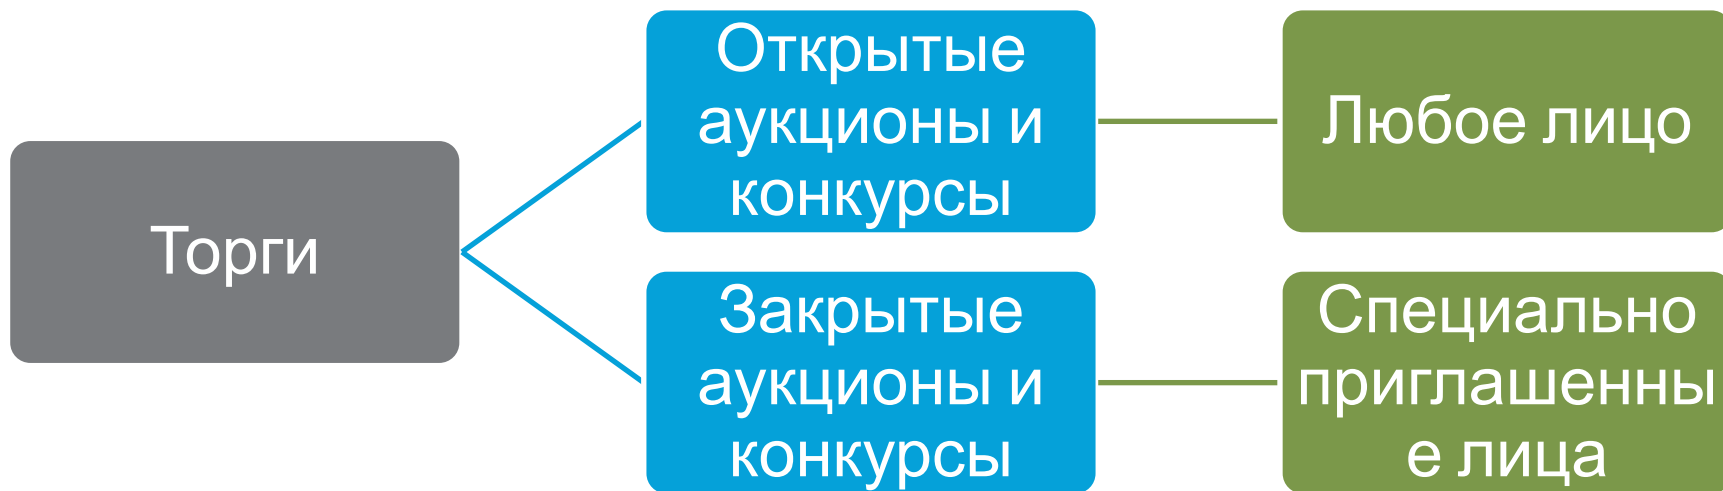 Торги
Открытые
аукционы и
конкурсы
Любое лицо
Закрытые
аукционы и
конкурсы
Специально
приглашенны
е лица